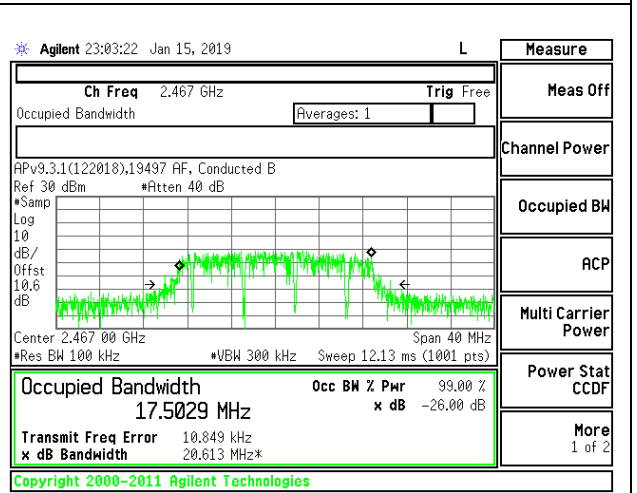 Agilent 23:03:22 Jan 15, 2019 L Measure
Ch Freq 2.467 GHz Trig Free
Meas Off
Occupied Bandwidth Averages: 1
Channel Power
APv9.3.1(122018),19497 AF, Conducted B
Ref 30 dBm #Atten 40 dB
#Samp
Log
10
dB/
Offst
10.6
dB
Occupied BW
ACP
Multi Carrier
Power
Center 2.467 00 GHz Span 40 MHz
#Res BW 100 kHz #VBW 300 kHz Sweep 12.13 ms (1001 pts)
Power Stat
CCDF
Occupied Bandwidth Occ BW % Pwr 99.00 %
17.5029 MHz x dB -26.00 dB
Transmit Freq Error 10.849 kHz
x dB Bandwidth 20.613 MHz*
More
1 of 2
Copyright 2000-2011 Agilent Technologies